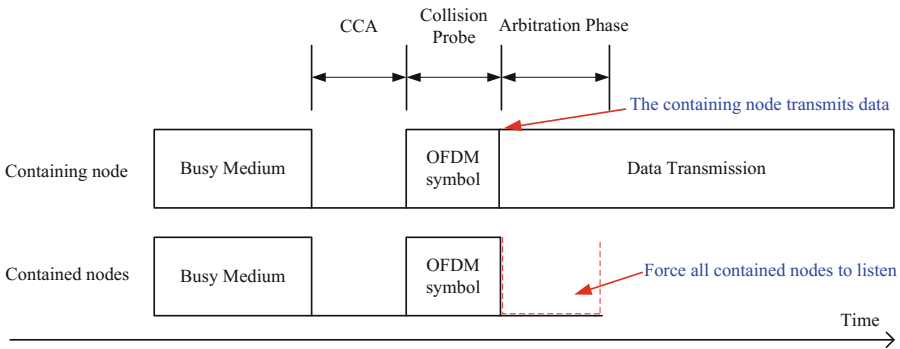 CCA
Collision
Probe
Arbitration Phase
The containing node transmits data
Containing node
Busy Medium
OFDM
symbol
Data Transmission
Contained nodes
Busy Medium
OFDM
symbol
Force all contained nodes to listen
Time